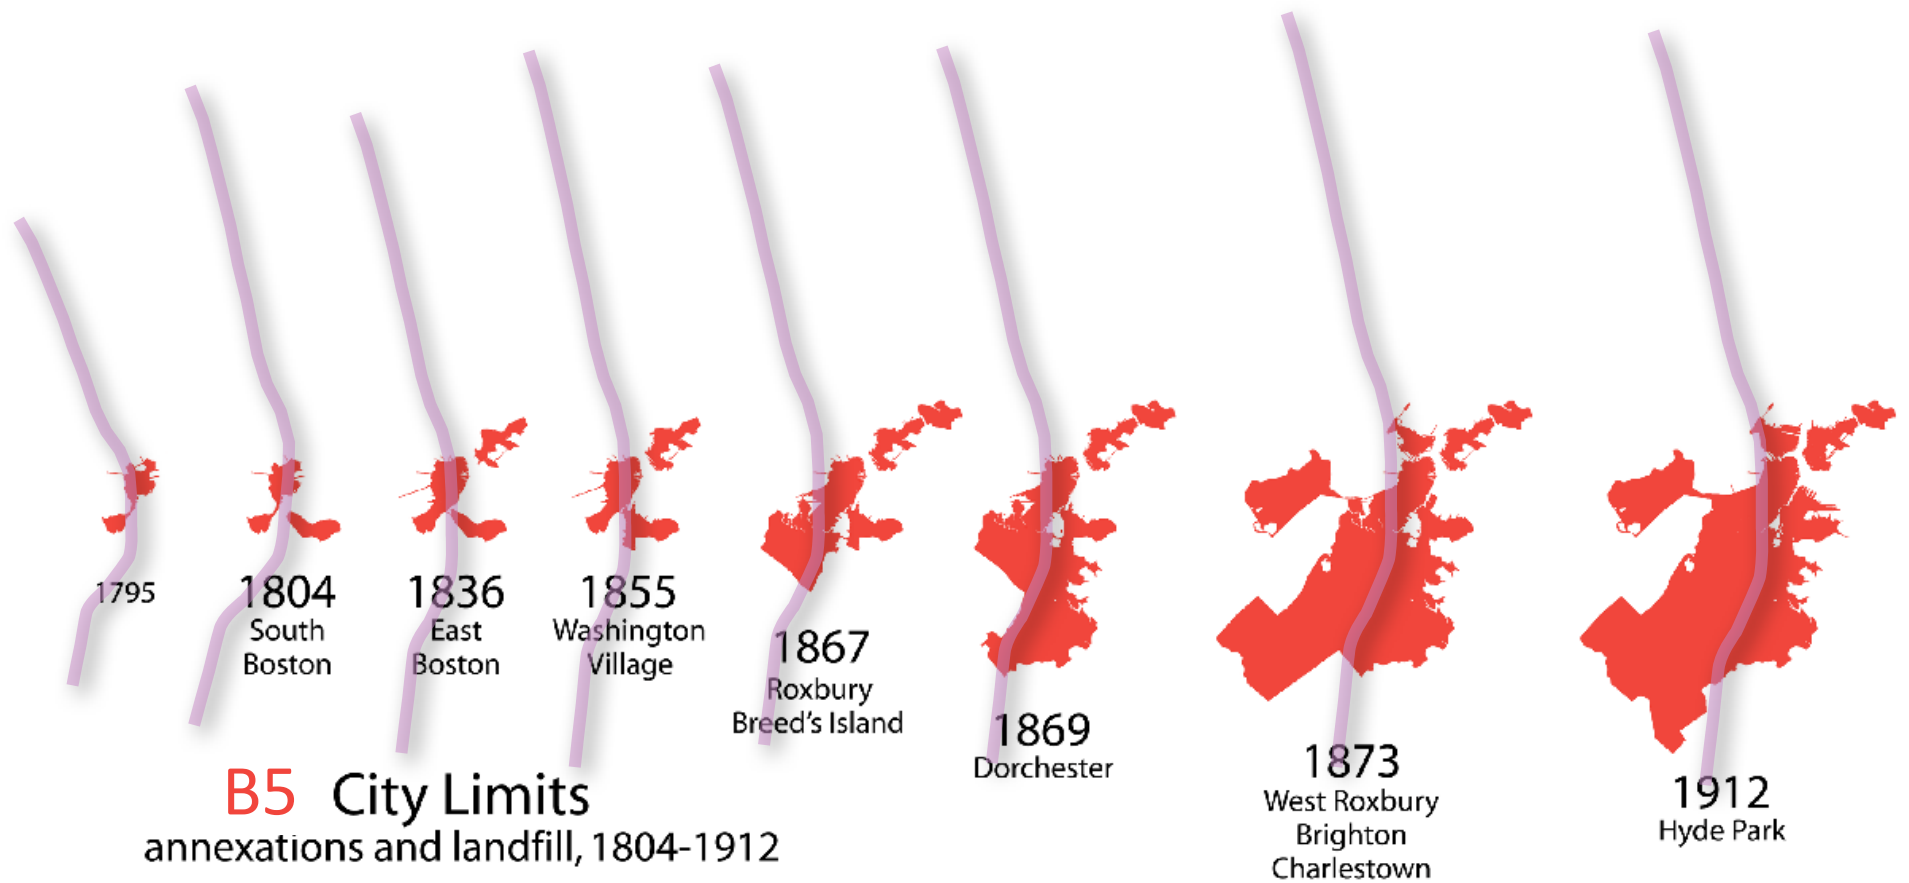 1795
1804
South
Boston
1836
East
Boston
1855
Washington
Village
1867
Roxbury
Breed's Island
1869
Dorchester
1873
West Roxbury
Brighton
Charlestown
1912
Hyde Park
B5 City Limits
annexations and landfill, 1804-1912